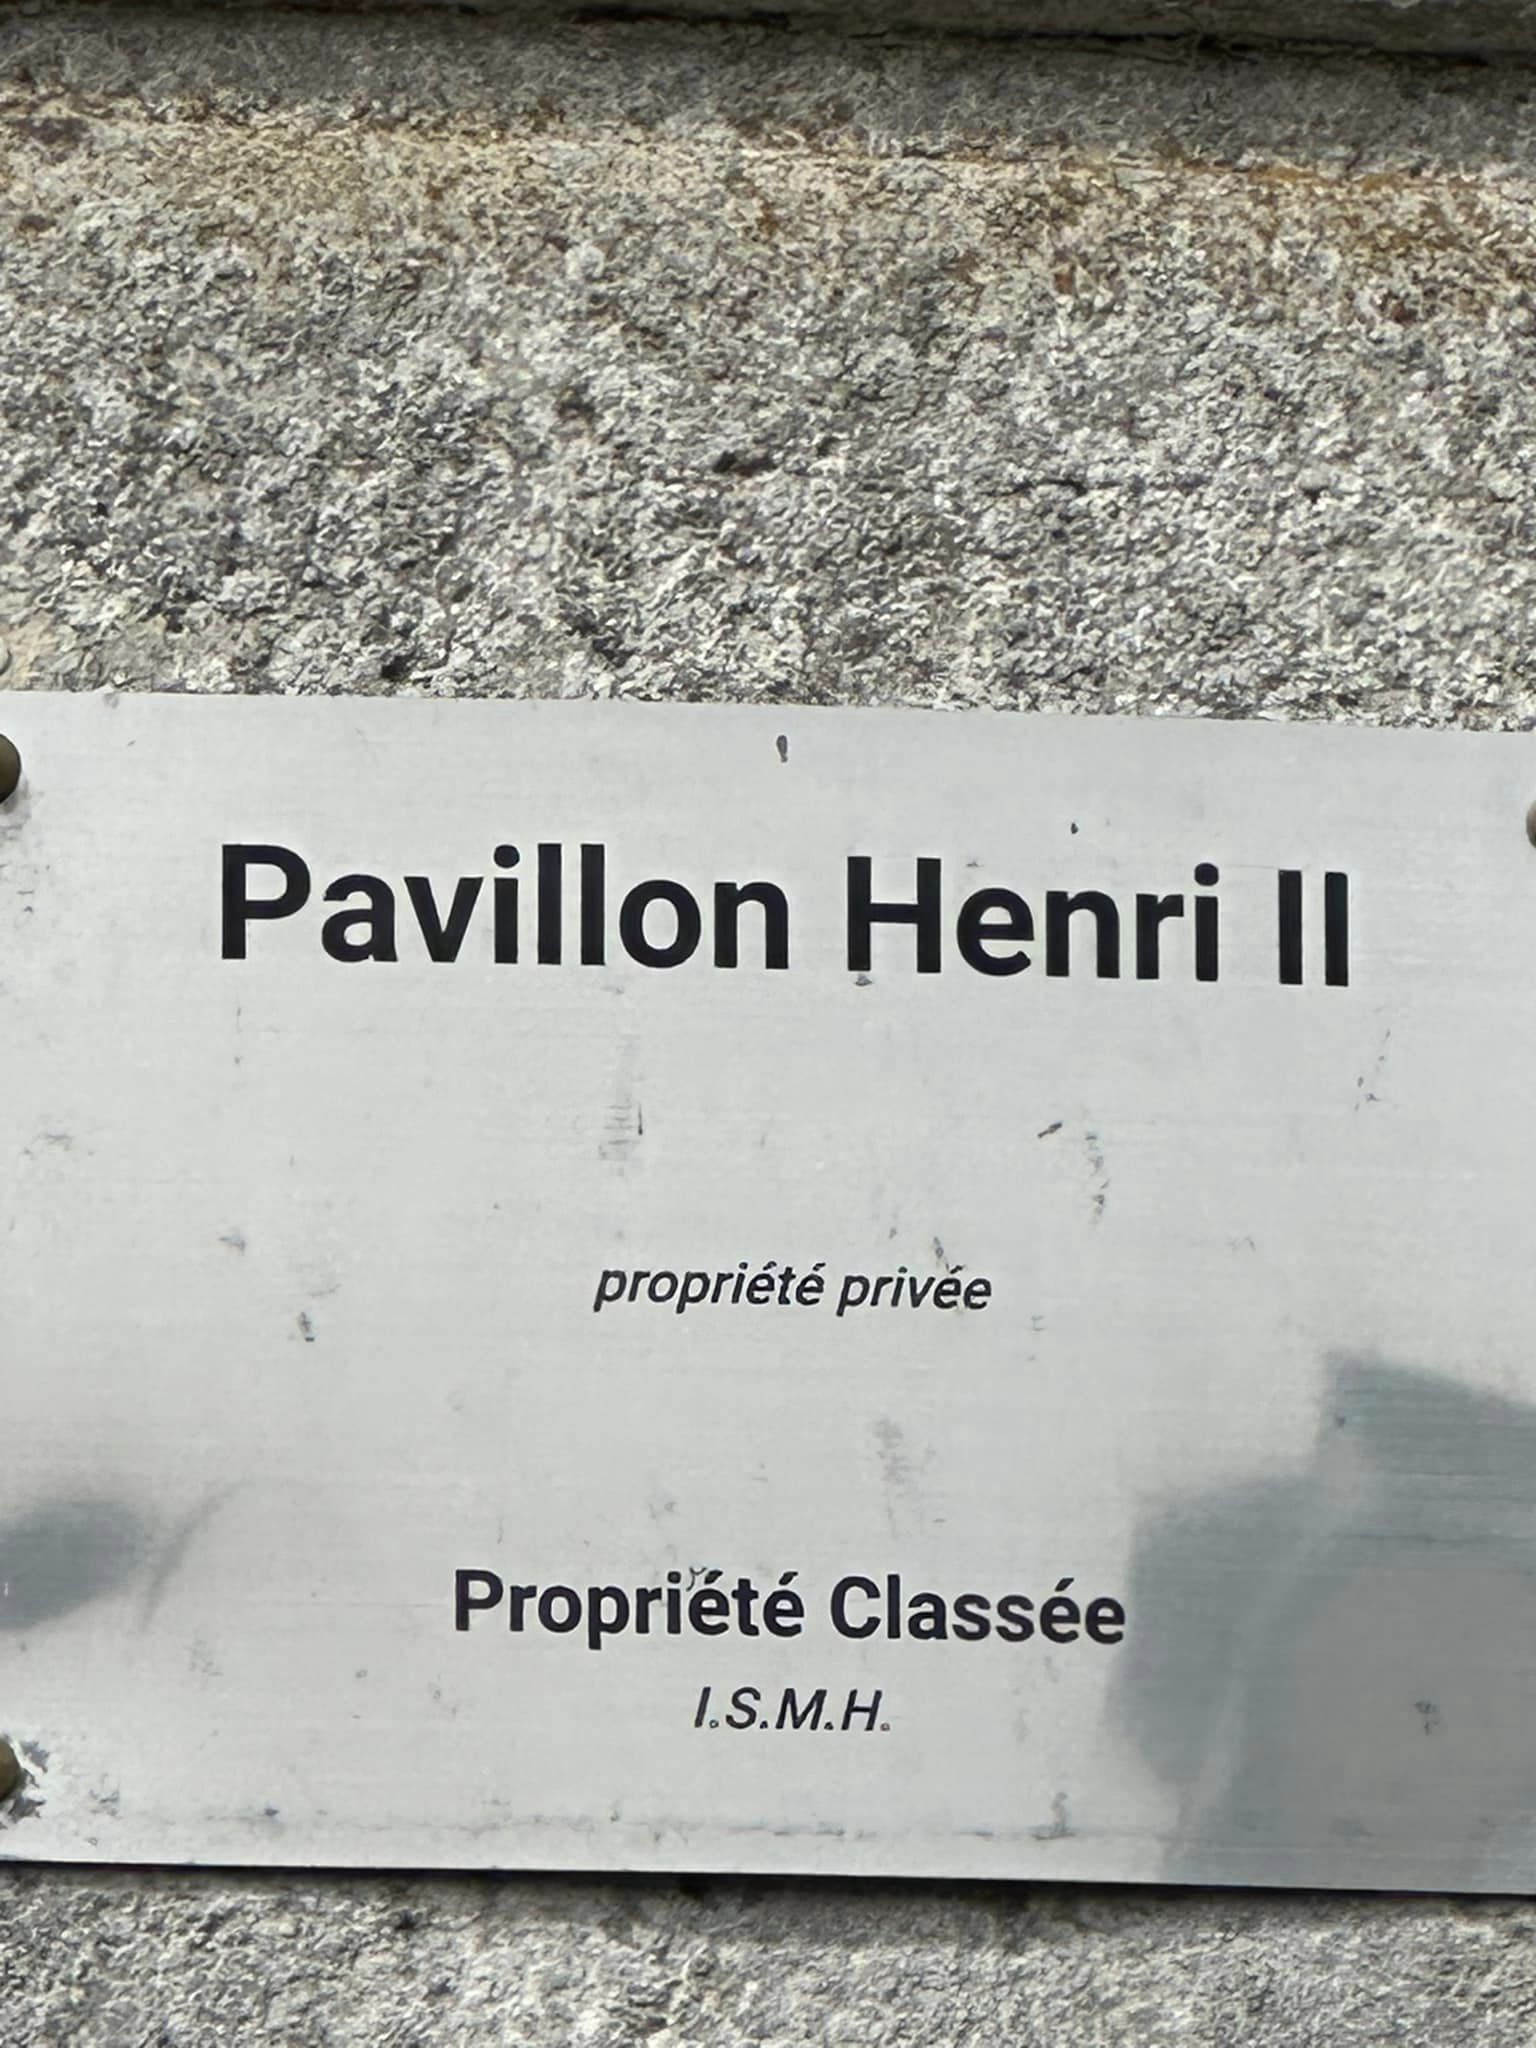 Pavillon Henri II
propriété privée
Propriété Classée
I.S.M.H.